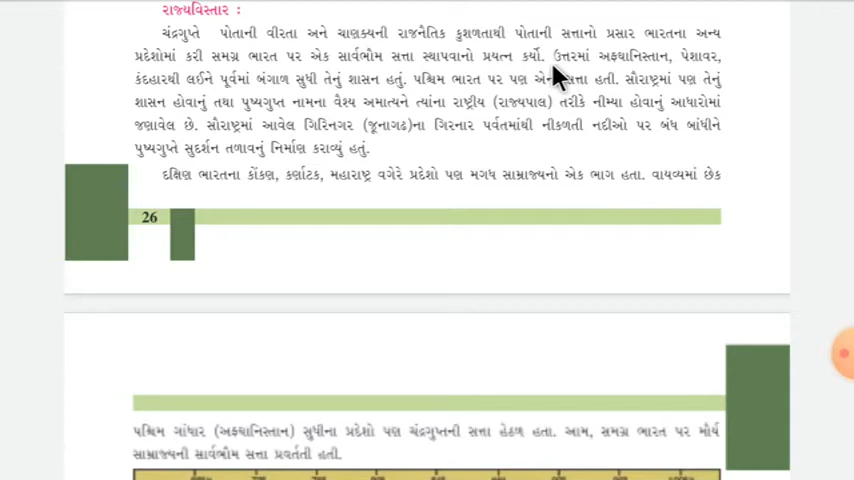 રાજ્યવિસ્તાર :
ચંદ્રગુપ્તે પોતાની વીરતા અને ચાણક્યની રાજનૈતિક કુશળતાથી પોતાની સત્તાનો પ્રસાર ભારતના અન્ય
પ્રદેશોમાં કરી સમગ્ર ભારત પર એક સાર્વભૌમ સત્તા સ્થાપવાનો પ્રયત્ન કર્યો. ઉત્તરમાં અફઘાનિસ્તાન, પેશાવર,
કંદહારથી લઈને પૂર્વમાં બંગાળ સુધી તેનું શાસન હતું. પશ્ચિમ ભારત પર પણ એની સત્તા હતી. સૌરાષ્ટ્રમાં પણ તેનું
શાસન હોવાનું તથા પુષ્યગુપ્ત નામના વૈશ્ય અમાત્યને ત્યાંના રાષ્ટ્રીય (રાજ્યપાલ) તરીકે નીમ્યા હોવાનું આધારોમાં
જણાવેલ છે. સૌરાષ્ટ્રમાં આવેલ ગિરિનગર (જૂનાગઢ)ના ગિરનાર પર્વતમાંથી નીકળતી નદીઓ પર બંધ બાંધીને
પુષ્યગુપ્તે સુદર્શન તળાવનું નિર્માણ કરાવ્યું હતું.
દક્ષિણ ભારતના કોંકણ, કર્ણાટક, મહારાષ્ટ્ર વગેરે પ્રદેશો પણ મગધ સામ્રાજ્યનો એક ભાગ હતા. વાયવ્યમાં છેક
26
પશ્ચિમ ગાંધાર (અફઘાનિસ્તાન) સુધીના પ્રદેશો પણ ચંદ્રગુપ્તની સત્તા હેઠળ હતા. આમ, સમગ્ર ભારત પર મૌર્ય
સામ્રાજ્યની સાર્વભૌમ સત્તા પ્રવર્તતી હતી.